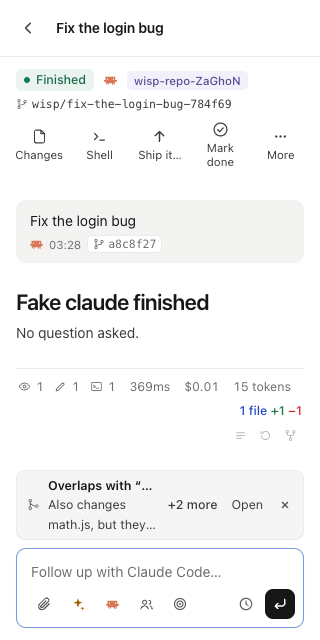 Fix the login bug
Finished wisp-repo-ZaGhoN
wisp/fix-the-login-bug-784f69
Changes Shell Ship it… Mark done More
Fix the login bug
03:28 a8c8f27
Fake claude finished
No question asked.
1 1 1 369ms $0.01 15 tokens
1 file +1 −1
Overlaps with “…
Also changes +2 more Open ×
math.js, but they…
Follow up with Claude Code…